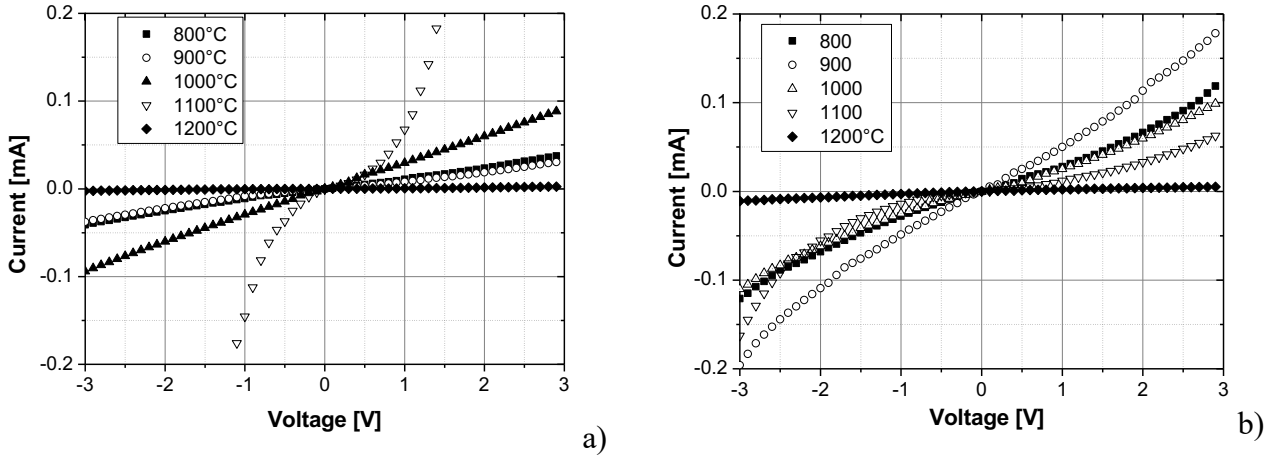 0.2
0.1
0.0
-0.1
-0.2
Current [mA]
800°C
900°C
1000°C
1100°C
1200°C
-3 -2 -1 0 1 2 3
Voltage [V]
a)
0.2
0.1
0.0
-0.1
-0.2
Current [mA]
800
900
1000
1100
1200°C
-3 -2 -1 0 1 2 3
Voltage [V]
b)